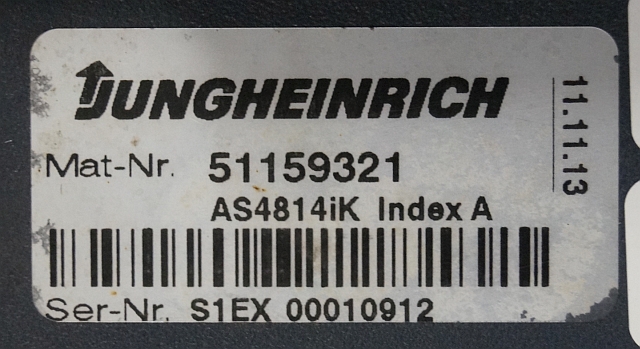 JUNGHEINRICH
Mat-Nr. 51159321
AS4814iK Index A
Ser-Nr. S1EX 00010912
11.11.13